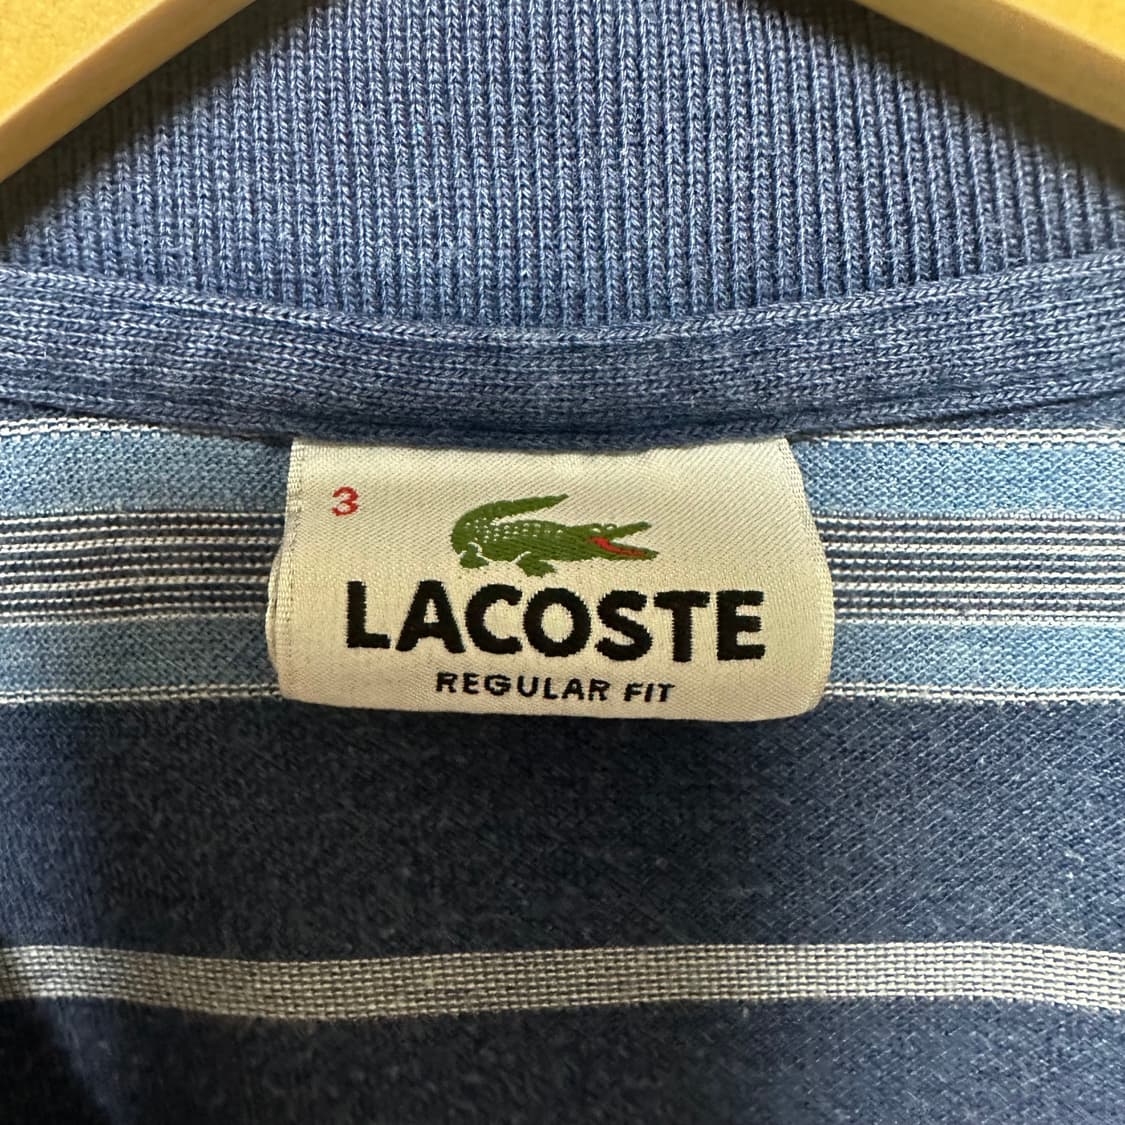 3
LACOSTE
REGULAR FIT